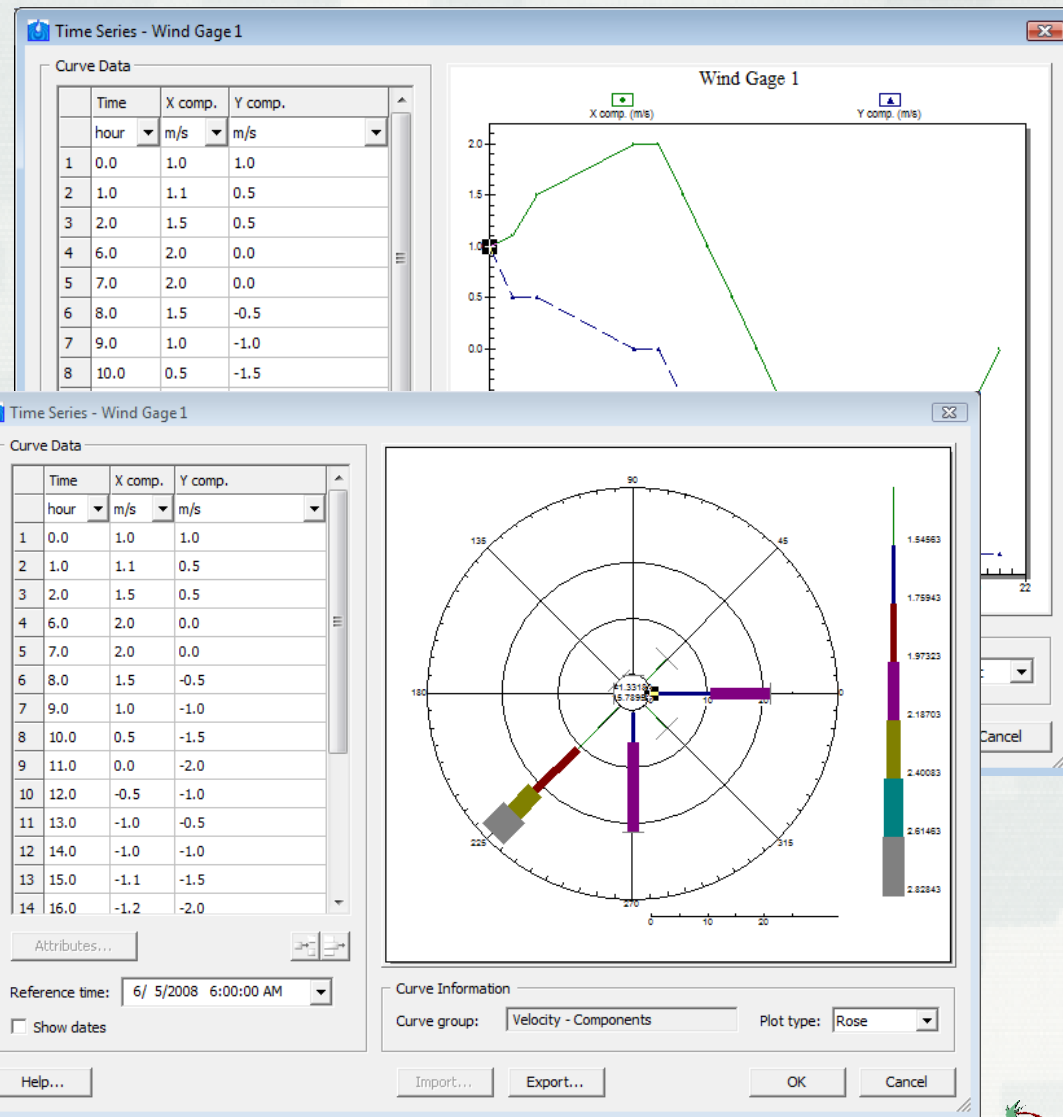 Time Series - Wind Gage 1
Curve Data
Time X comp. Y comp.
hour m/s m/s
1 0.0 1.0 1.0
2 1.0 1.1 0.5
3 2.0 1.5 0.5
4 6.0 2.0 0.0
5 7.0 2.0 0.0
6 8.0 1.5 -0.5
7 9.0 1.0 -1.0
8 10.0 0.5 -1.5
Wind Gage 1
X comp. (m/s) Y comp. (m/s)
2.0
1.5
1.0
0.5
0.0
22
Cancel
Time Series - Wind Gage 1
Curve Data
Time X comp. Y comp.
hour m/s m/s
1 0.0 1.0 1.0
2 1.0 1.1 0.5
3 2.0 1.5 0.5
4 6.0 2.0 0.0
5 7.0 2.0 0.0
6 8.0 1.5 -0.5
7 9.0 1.0 -1.0
8 10.0 0.5 -1.5
9 11.0 0.0 -2.0
10 12.0 -0.5 -1.0
11 13.0 -1.0 -0.5
12 14.0 -1.0 -1.0
13 15.0 -1.1 -1.5
14 16.0 -1.2 -2.0
Attributes...
Reference time: 6/ 5/2008 6:00:00 AM
Show dates
90
135 45
180 10 20 0
225 315
270
0 10 20
1.54563
1.75943
1.97323
2.18703
2.40083
2.61463
2.82843
Curve Information
Curve group: Velocity - Components Plot type: Rose
Help... Import... Export... OK Cancel